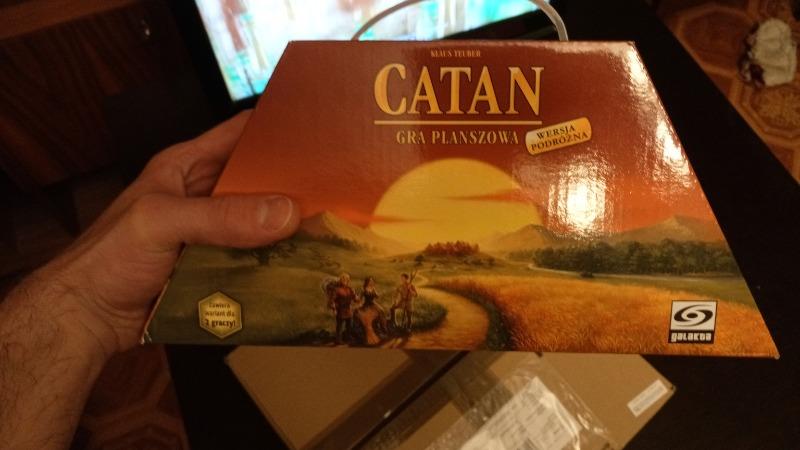 KLAUS TEUBER
CATAN
GRA PLANSZOWA
WERSJA
PODRÓŻNA
Zawiera
wariant dla
2 graczy!
galakta